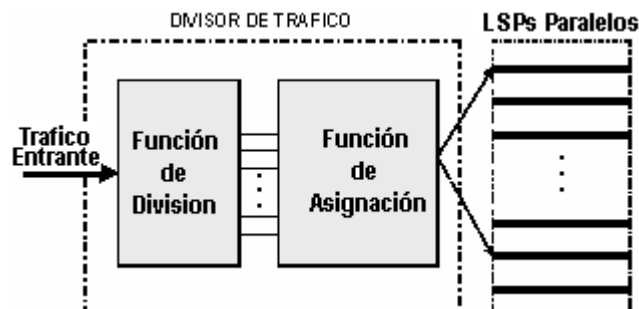 DIVISOR DE TRAFICO
LSPs Paralelos
Trafico
Entrante
Función
de
Division
Función
de
Asignación